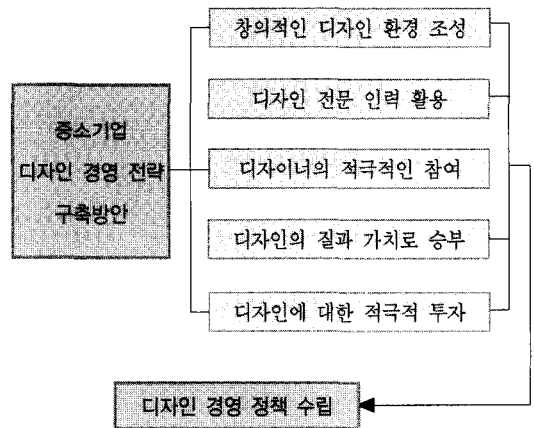 창의적인 디자인 환경 조성
디자인 전문 인력 활용
중소기업
디자인 경영 전략
구축방안
디자이너의 적극적인 참여
디자인의 질과 가치로 승부
디자인에 대한 적극적 투자
디자인 경영 정책 수립